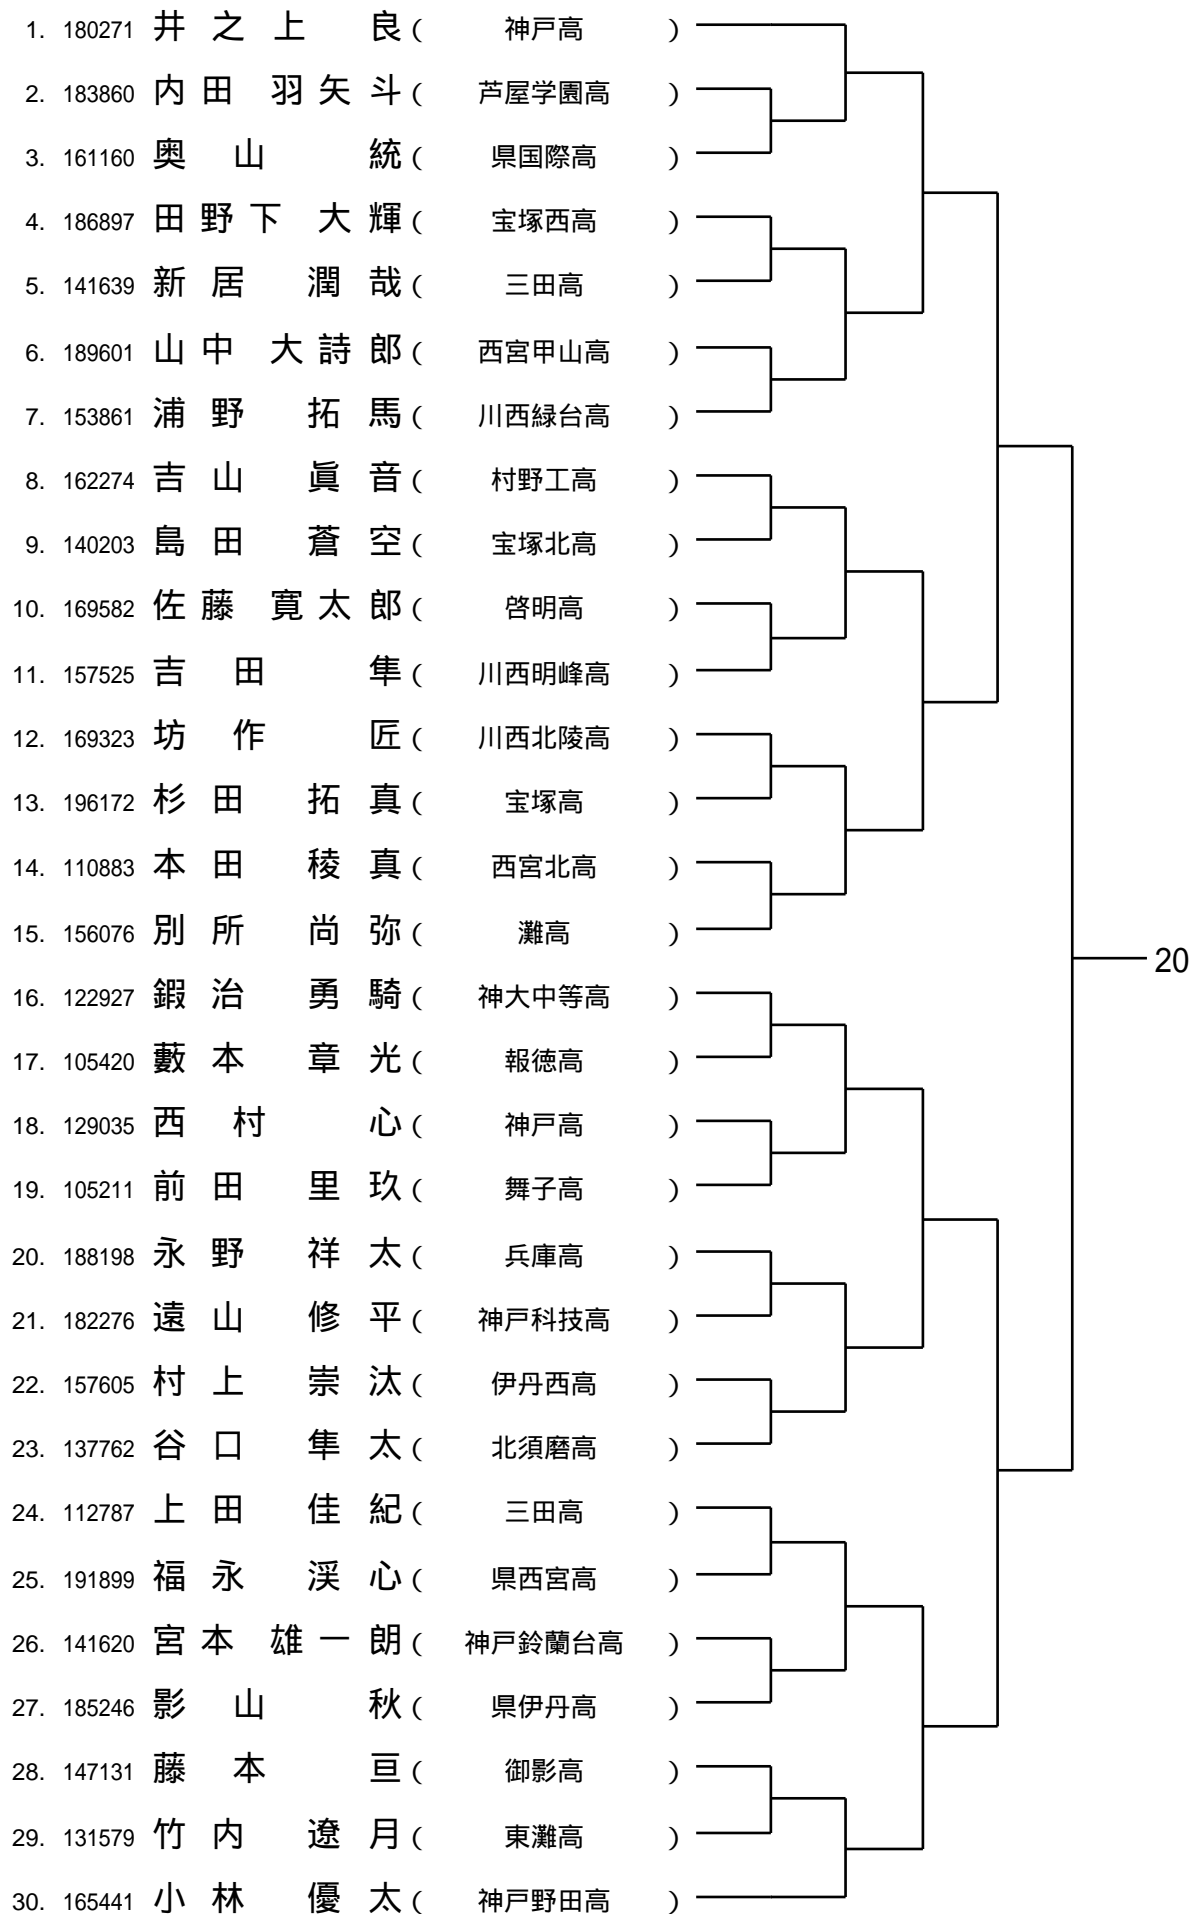 1. 180271 井之上 良 ( 神戸高 )
2. 183860 内田 羽矢斗 ( 芦屋学園高 )
3. 161160 奥山 統 ( 県国際高 )
4. 186897 田野下 大輝 ( 宝塚西高 )
5. 141639 新居 潤哉 ( 三田高 )
6. 189601 山中 大詩郎 ( 西宮甲山高 )
7. 153861 浦野 拓馬 ( 川西緑台高 )
8. 162274 吉山 眞音 ( 村野工高 )
9. 140203 島田 蒼空 ( 宝塚北高 )
10. 169582 佐藤 寛太郎 ( 啓明高 )
11. 157525 吉田 隼 ( 川西明峰高 )
12. 169323 坊作 匠 ( 川西北陵高 )
13. 196172 杉田 拓真 ( 宝塚高 )
14. 110883 本田 稜真 ( 西宮北高 )
15. 156076 別所 尚弥 ( 灘高 )
20
16. 122927 鍜治 勇騎 ( 神大中等高 )
17. 105420 藪本 章光 ( 報徳高 )
18. 129035 西村 心 ( 神戸高 )
19. 105211 前田 里玖 ( 舞子高 )
20. 188198 永野 祥太 ( 兵庫高 )
21. 182276 遠山 修平 ( 神戸科技高 )
22. 157605 村上 崇汰 ( 伊丹西高 )
23. 137762 谷口 隼太 ( 北須磨高 )
24. 112787 上田 佳紀 ( 三田高 )
25. 191899 福永 渓心 ( 県西宮高 )
26. 141620 宮本 雄一朗 ( 神戸鈴蘭台高 )
27. 185246 影山 秋 ( 県伊丹高 )
28. 147131 藤本 亘 ( 御影高 )
29. 131579 竹内 遼月 ( 東灘高 )
30. 165441 小林 優太 ( 神戸野田高 )